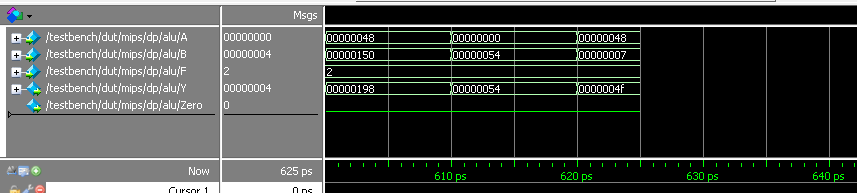 Msgs
/testbench/dut/mips/dp/alu/A 00000000 00000048 00000000 00000048
/testbench/dut/mips/dp/alu/B 00000004 00000150 00000054 00000007
/testbench/dut/mips/dp/alu/F 2 2
/testbench/dut/mips/dp/alu/Y 00000004 00000198 00000054 0000004f
/testbench/dut/mips/dp/alu/Zero 0
Now 625 ps 610 ps 620 ps 630 ps 640 ps
Cursor 1 0 ps